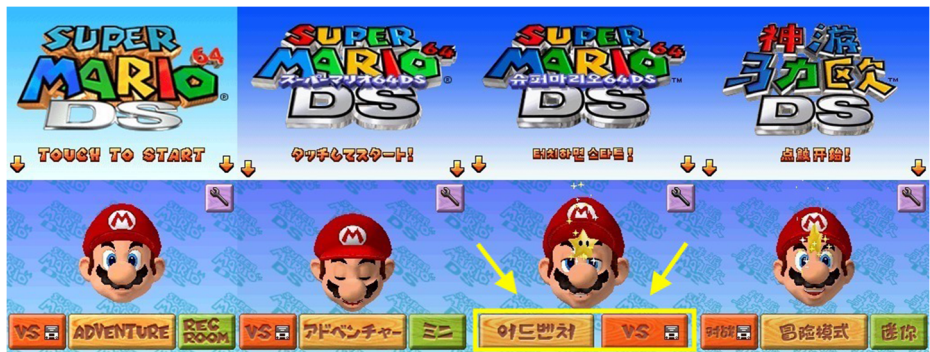 SUPER
MARIO 64
DS
TOUCH TO START
SUPER
MARIO 64
スーパーマリオ64DS
DS
タッチしてスタート!
SUPER
MARIO 64
슈퍼마리오64DS
DS
터치하면 스타트!
神游
马力欧
DS
点触开始!
M
VS
ADVENTURE
REC ROOM
M
VS
アドベンチャー
ミニ
M
어드벤처
VS
M
对战
冒险模式
迷你